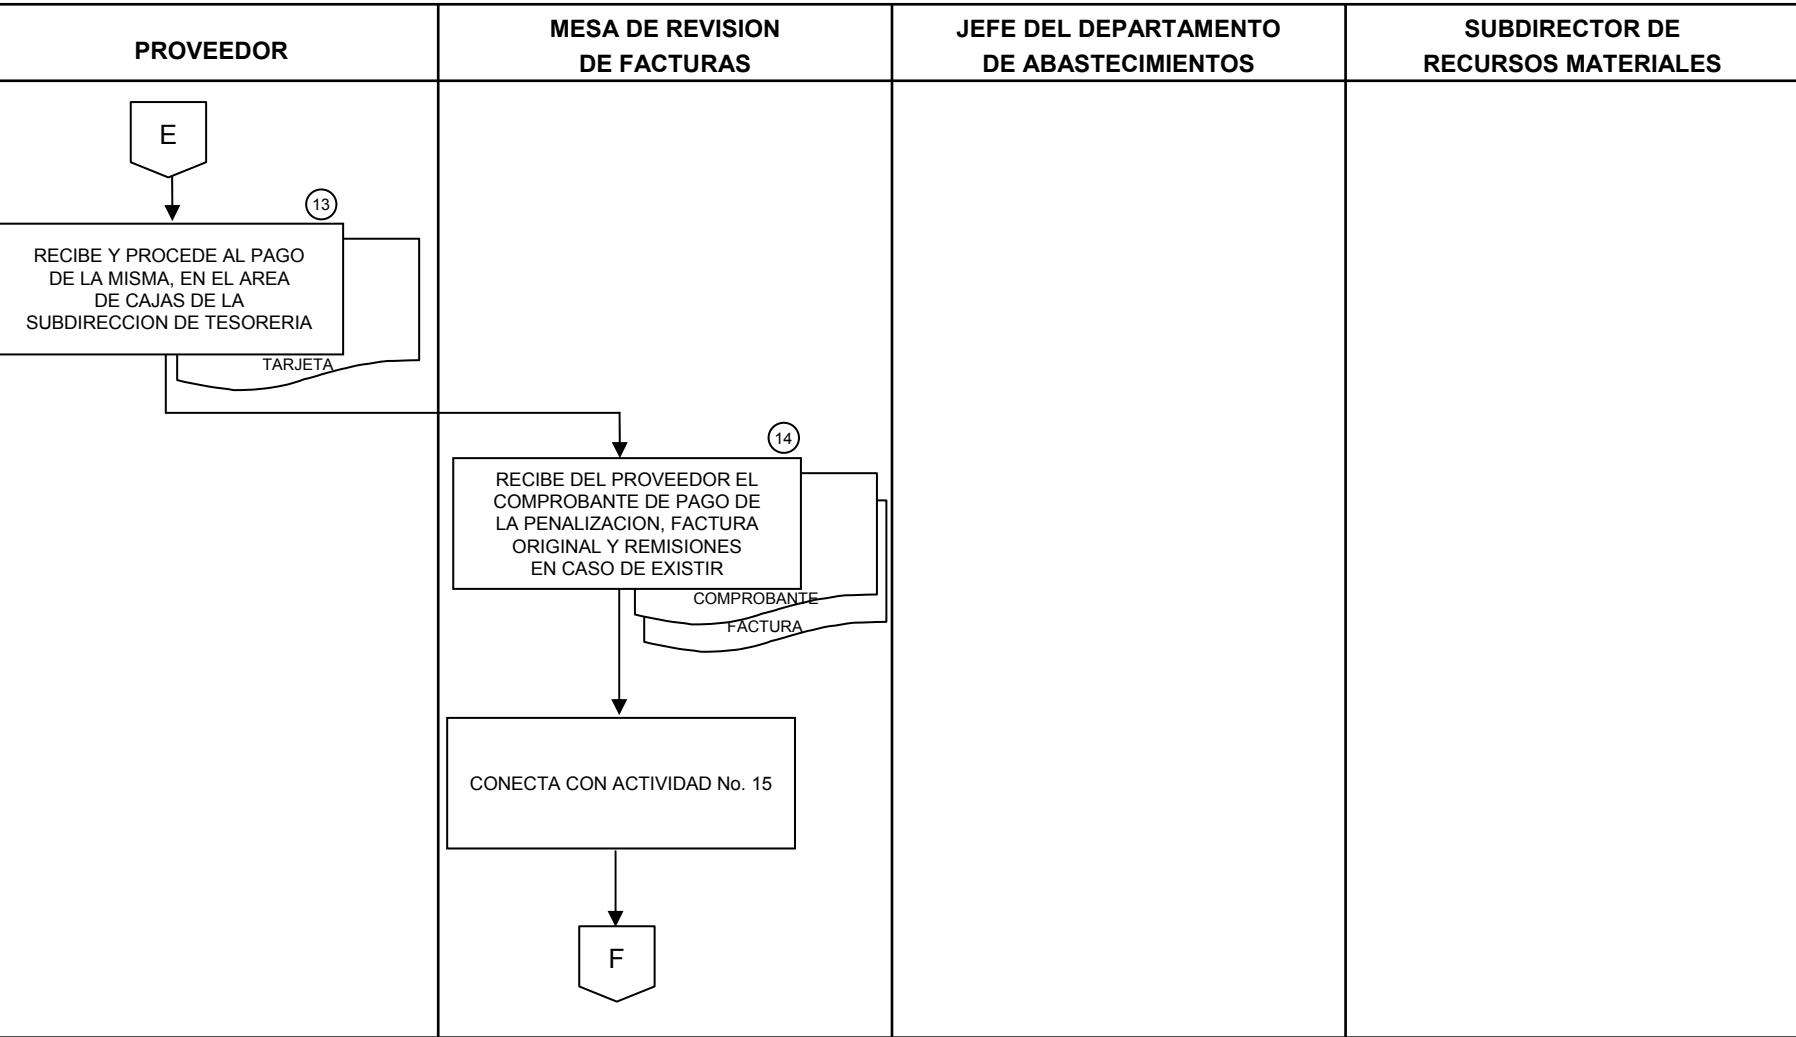 PROVEEDOR
MESA DE REVISION
DE FACTURAS
JEFE DEL DEPARTAMENTO
DE ABASTECIMIENTOS
SUBDIRECTOR DE
RECURSOS MATERIALES
E
13
RECIBE Y PROCEDE AL PAGO
DE LA MISMA, EN EL AREA
DE CAJAS DE LA
SUBDIRECCION DE TESORERIA
TARJETA
14
RECIBE DEL PROVEEDOR EL
COMPROBANTE DE PAGO DE
LA PENALIZACION, FACTURA
ORIGINAL Y REMISIONES
EN CASO DE EXISTIR
COMPROBANTE
FACTURA
CONECTA CON ACTIVIDAD No. 15
F